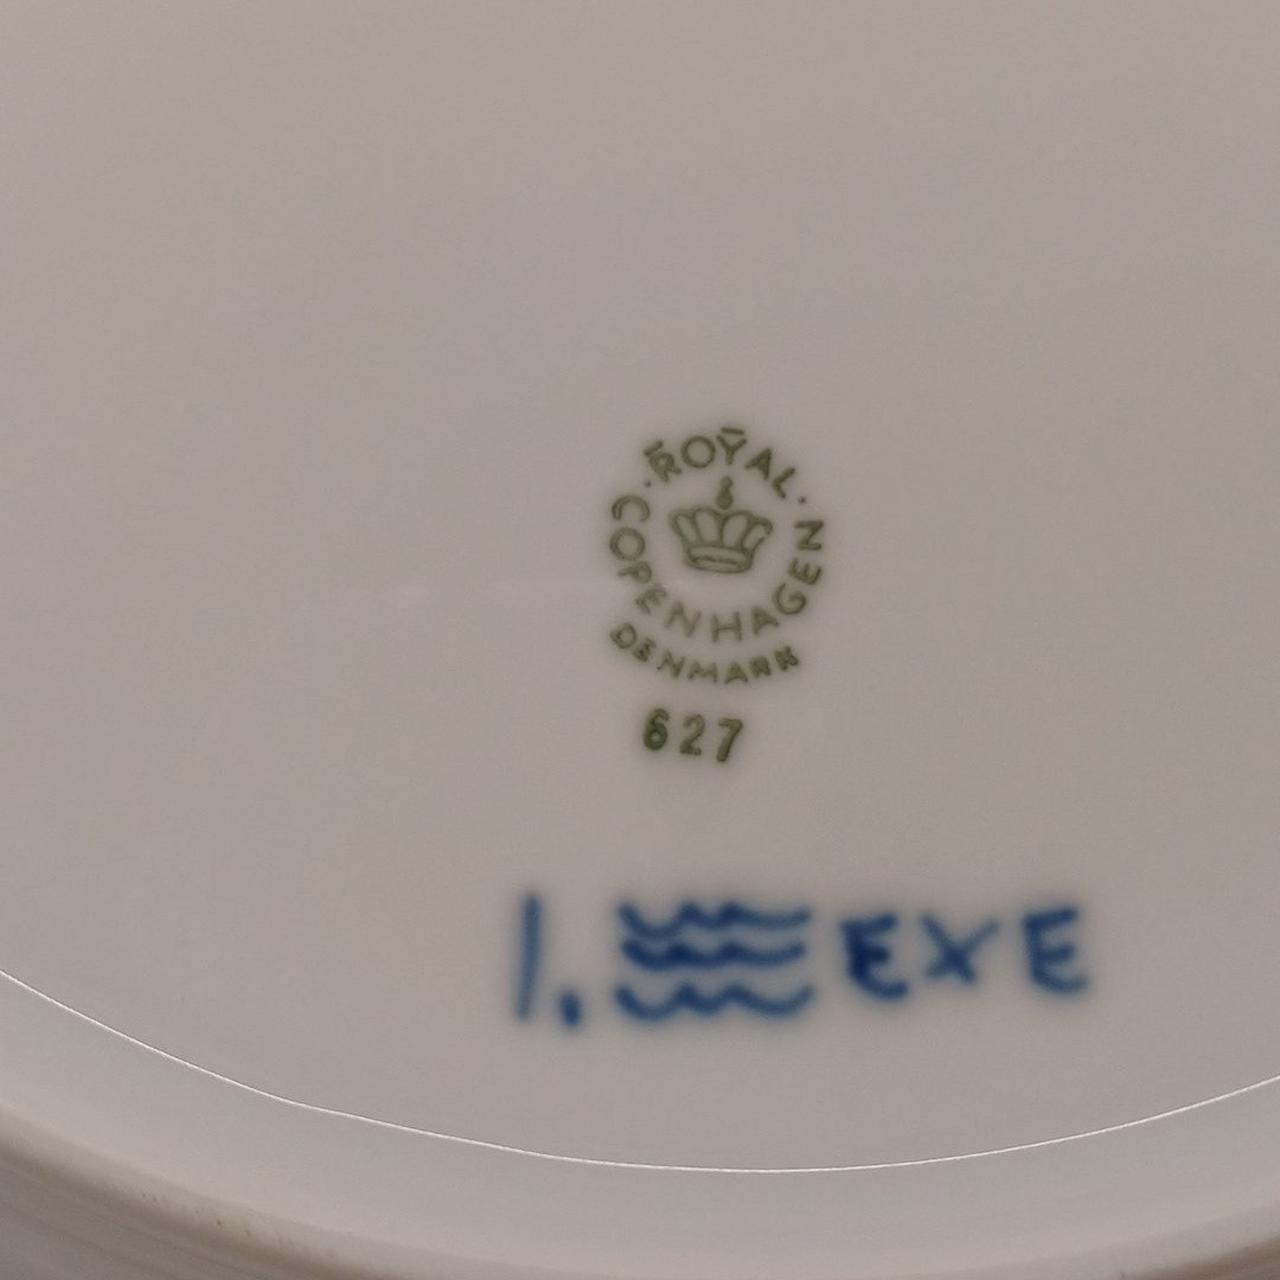 ROYAL
COPENHAGEN
DENMARK
627
1. EXE